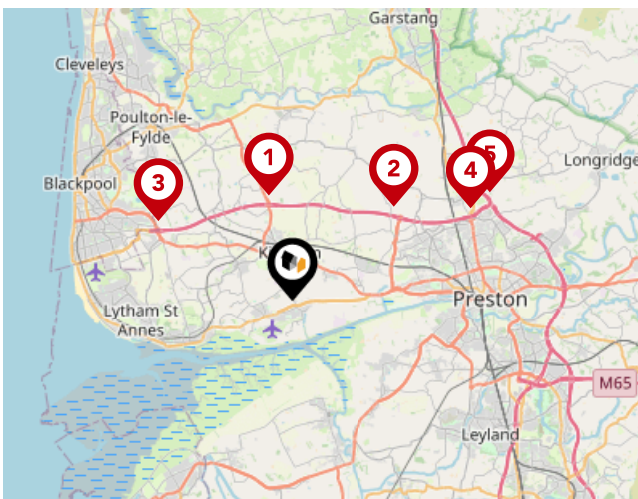 Garstang
Cleveleys
Poulton-le-
Fylde
1
5
2
4
Longridge
Blackpool
3
Lytham St
Annes
Preston
M65
Leyland